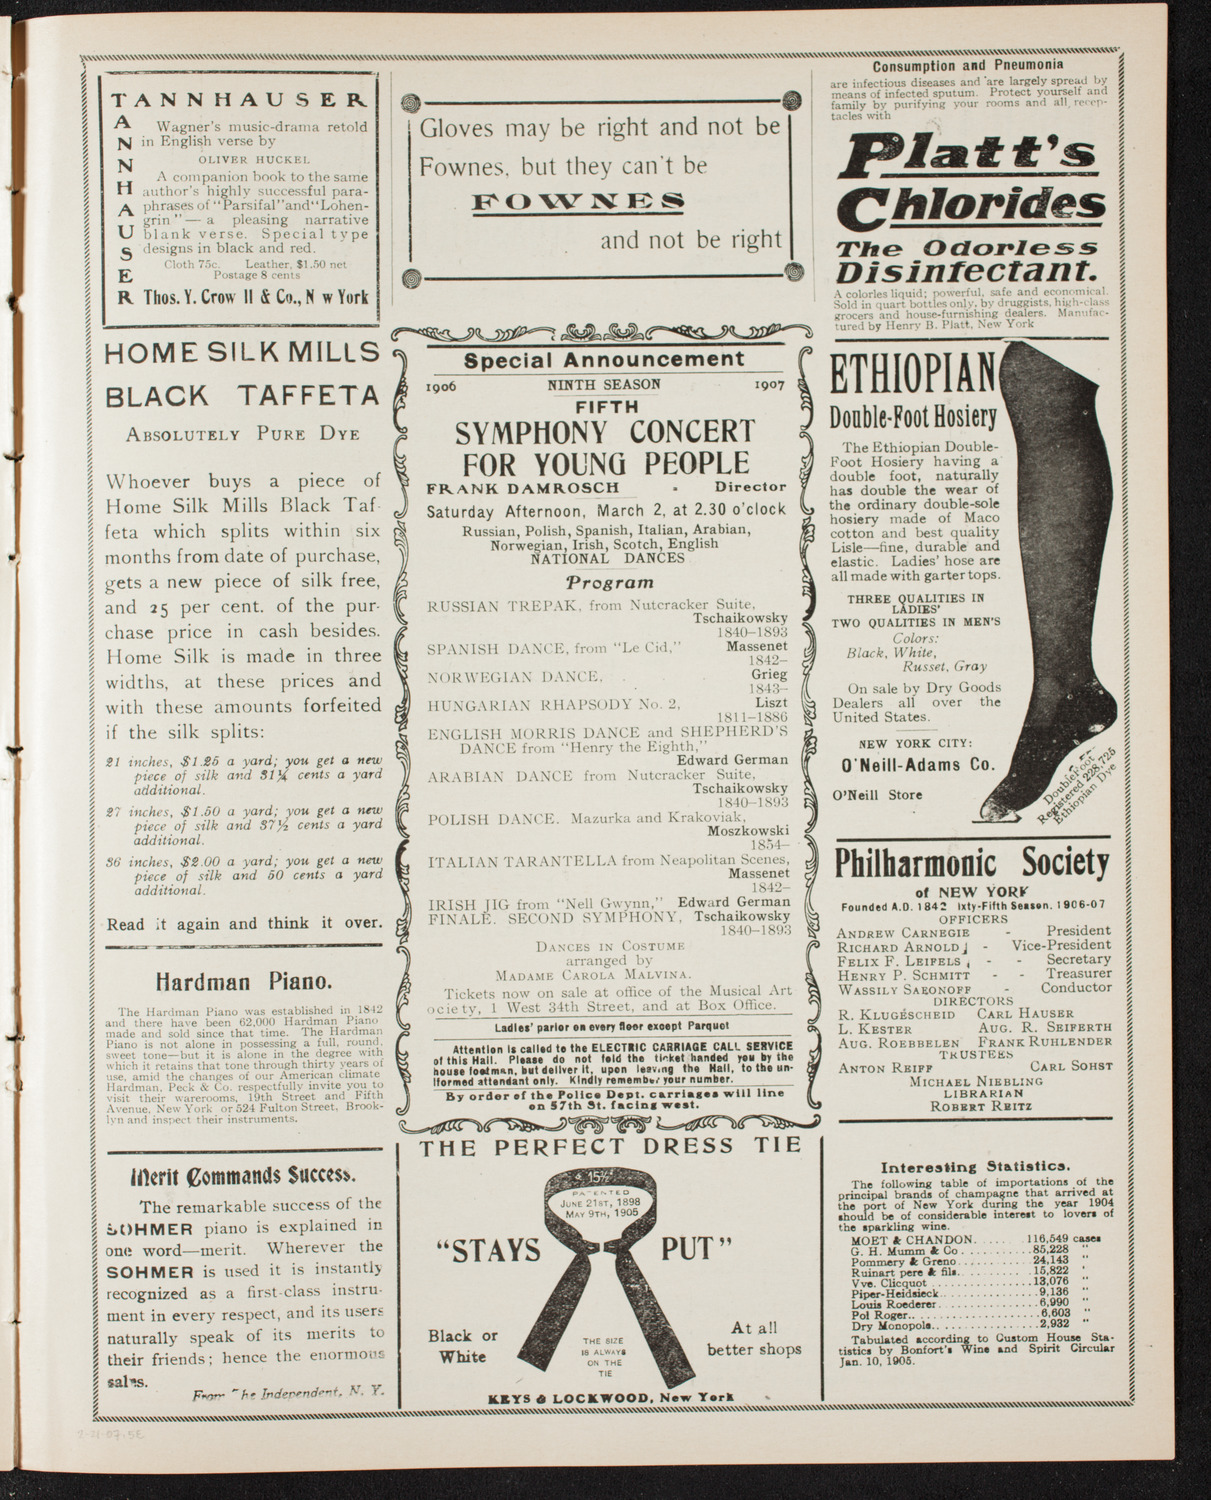 TANNHAUSER
TANNHAUSER
Wagner's music-drama retold
in English verse by
OLIVER HUCKEL
A companion book to the same
author's highly successful para-
phrases of "Parsifal" and "Lohen-
grin" — a pleasing narrative
blank verse. Special type
designs in black and red.
Cloth 75c. Leather, $1.50 net
Postage 8 cents
Thos. Y. Crow ll & Co., N w York
HOME SILK MILLS
BLACK TAFFETA
ABSOLUTELY PURE DYE
Whoever buys a piece of
Home Silk Mills Black Taf-
feta which splits within six
months from date of purchase,
gets a new piece of silk free,
and 25 per cent. of the pur-
chase price in cash besides.
Home Silk is made in three
widths, at these prices and
with these amounts forfeited
if the silk splits:
21 inches, $1.25 a yard; you get a new
piece of silk and 31¼ cents a yard
additional.
27 inches, $1.50 a yard; you get a new
piece of silk and 37½ cents a yard
additional.
36 inches, $2.00 a yard; you get a new
piece of silk and 50 cents a yard
additional.
Read it again and think it over.
Hardman Piano.
The Hardman Piano was established in 1842
and there have been 62,000 Hardman Piano
made and sold since that time. The Hardman
Piano is not alone in possessing a full, round,
sweet tone—but it is alone in the degree with
which it retains that tone through thirty years of
use, amid the changes of our American climate
Hardman, Peck & Co. respectfully invite you to
visit their warerooms, 19th Street and Fifth
Avenue, New York or 524 Fulton Street, Brook-
lyn and inspect their instruments.
Merit Commands Success.
The remarkable success of the
SOHMER piano is explained in
one word—merit. Wherever the
SOHMER is used it is instantly
recognized as a first-class instru-
ment in every respect, and its users
naturally speak of its merits to
their friends; hence the enormous
sales.
From The Independent, N. Y.
Gloves may be right and not be
Fownes, but they can't be
FOWNES
and not be right
Special Announcement
1906 NINTH SEASON 1907
FIFTH
SYMPHONY CONCERT
FOR YOUNG PEOPLE
FRANK DAMROSCH - Director
Saturday Afternoon, March 2, at 2.30 o'clock
Russian, Polish, Spanish, Italian, Arabian,
Norwegian, Irish, Scotch, English
NATIONAL DANCES
Program
RUSSIAN TREPAK, from Nutcracker Suite,
Tschaikowsky
1840–1893
SPANISH DANCE, from "Le Cid," Massenet
1842–
NORWEGIAN DANCE, . . Grieg
1843–
HUNGARIAN RHAPSODY No. 2, Liszt
1811–1886
ENGLISH MORRIS DANCE and SHEPHERD'S
DANCE from "Henry the Eighth,"
Edward German
ARABIAN DANCE from Nutcracker Suite,
Tschaikowsky
1840–1893
POLISH DANCE. Mazurka and Krakoviak,
Moszkowski
1854–
ITALIAN TARANTELLA from Neapolitan Scenes,
Massenet
1842–
IRISH JIG from "Nell Gwynn," Edward German
FINALE. SECOND SYMPHONY, Tschaikowsky
1840–1893
DANCES IN COSTUME
arranged by
MADAME CAROLA MALVINA.
Tickets now on sale at office of the Musical Art
ociety, 1 West 34th Street, and at Box Office.
Ladies' parlor on every floor except Parquet
Attention is called to the ELECTRIC CARRIAGE CALL SERVICE
of this Hall. Please do not fold the ticket handed you by the
house footman, but deliver it, upon leaving the Hall, to the un-
iformed attendant only. Kindly remember your number.
By order of the Police Dept. carriages will line
on 57th St. facing west.
THE PERFECT DRESS TIE
15½
PATENTED
JUNE 21ST, 1898
MAY 9TH, 1905
"STAYS PUT"
Black or
White
THE SIZE
IS ALWAYS
ON THE
TIE
At all
better shops
KEYS & LOCKWOOD, New York
Consumption and Pneumonia
are infectious diseases and are largely spread by
means of infected sputum. Protect yourself and
family by purifying your rooms and all recep-
tacles with
Platt's
Chlorides
The Odorless
Disinfectant.
A colorles liquid; powerful, safe and economical.
Sold in quart bottles only, by druggists, high-class
grocers and house-furnishing dealers. Manufac-
tured by Henry B. Platt, New York
ETHIOPIAN
Double-Foot Hosiery
The Ethiopian Double-
Foot Hosiery having a
double foot, naturally
has double the wear of
the ordinary double-sole
hosiery made of Maco
cotton and best quality
Lisle—fine, durable and
elastic. Ladies' hose are
all made with garter tops.
THREE QUALITIES IN
LADIES'
TWO QUALITIES IN MEN'S
Colors:
Black, White,
Russet, Gray
On sale by Dry Goods
Dealers all over the
United States.
NEW YORK CITY:
O'Neill-Adams Co.
O'Neill Store
DoubleFoot
Registered 228,725
Ethiopian Dye
Philharmonic Society
of NEW YORK
Founded A.D. 1842 ixty-Fifth Season, 1906-07
OFFICERS
ANDREW CARNEGIE - President
RICHARD ARNOLD - Vice-President
FELIX F. LEIFELS - - Secretary
HENRY P. SCHMITT - - Treasurer
WASSILY SAFONOFF - Conductor
DIRECTORS
R. KLUGESCHEID CARL HAUSER
L. KESTER AUG. R. SEIFERTH
AUG. ROEBBELEN FRANK RUHLENDER
TRUSTEES
ANTON REIFF CARL SOHST
MICHAEL NIEBLING
LIBRARIAN
ROBERT REITZ
Interesting Statistics.
The following table of importations of the
principal brands of champagne that arrived at
the port of New York during the year 1904
should be of considerable interest to lovers of
the sparkling wine.
MOET & CHANDON........116,549 cases
G. H. Mumm & Co..........85,228 "
Pommery & Greno..........24,143 "
Ruinart pere & fils..........15,822 '
Vve. Clicquot..........13,076 "
Piper-Heidsieck..........9,136 "
Louis Roederer..........6,990 "
Pol Roger..........6,603 "
Dry Monopole..........2,932 "
Tabulated according to Custom House Sta-
tistics by Bonfort's Wine and Spirit Circular
Jan. 10, 1905.
2-21-07.5E